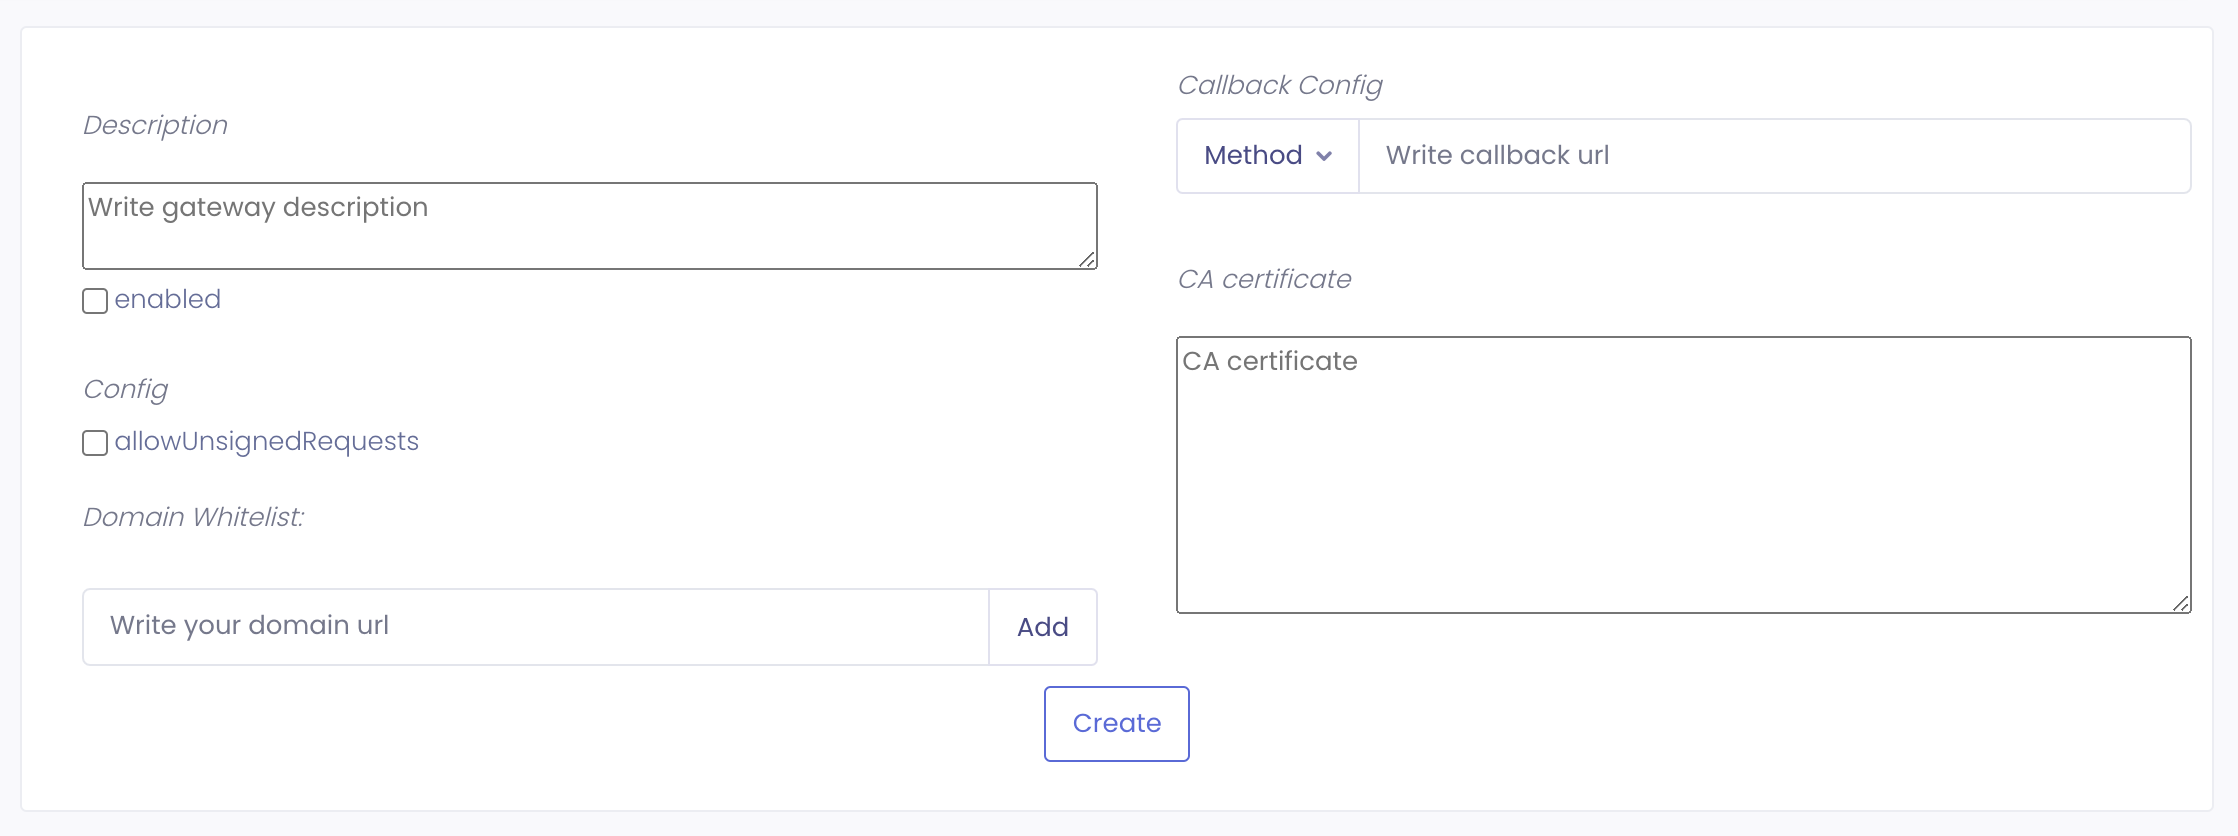 Description
Write gateway description
enabled
Config
allowUnsignedRequests
Domain Whitelist:
Write your domain url
Add
Callback Config
Method
Write callback url
CA certificate
CA certificate
Create